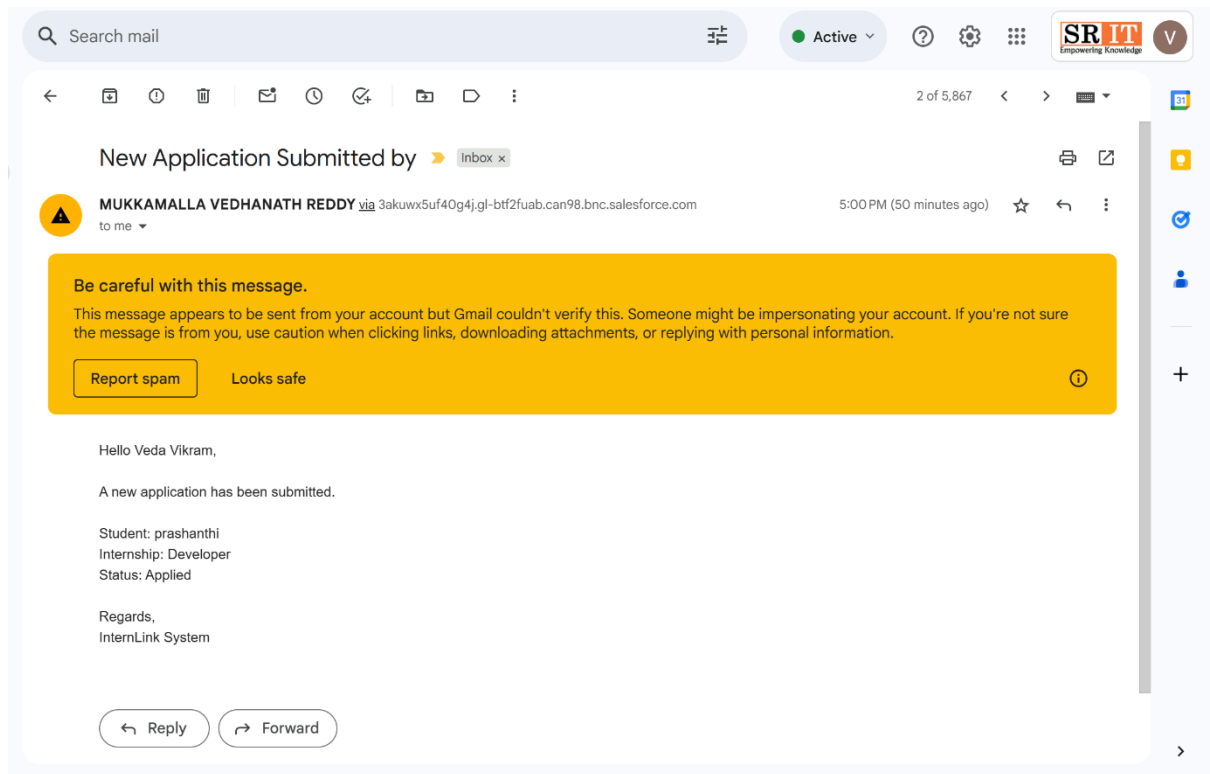 Search mail
Active
SR IT
Empowering Knowledge
V
2 of 5,867
31
New Application Submitted by
Inbox x
MUKKAMALLA VEDHANATH REDDY via 3akuwx5uf40g4j.gl-btf2fuab.can98.bnc.salesforce.com
5:00 PM (50 minutes ago)
to me
Be careful with this message.
This message appears to be sent from your account but Gmail couldn't verify this. Someone might be impersonating your account. If you're not sure
the message is from you, use caution when clicking links, downloading attachments, or replying with personal information.
Report spam
Looks safe
Hello Veda Vikram,
A new application has been submitted.
Student: prashanthi
Internship: Developer
Status: Applied
Regards,
InternLink System
Reply
Forward